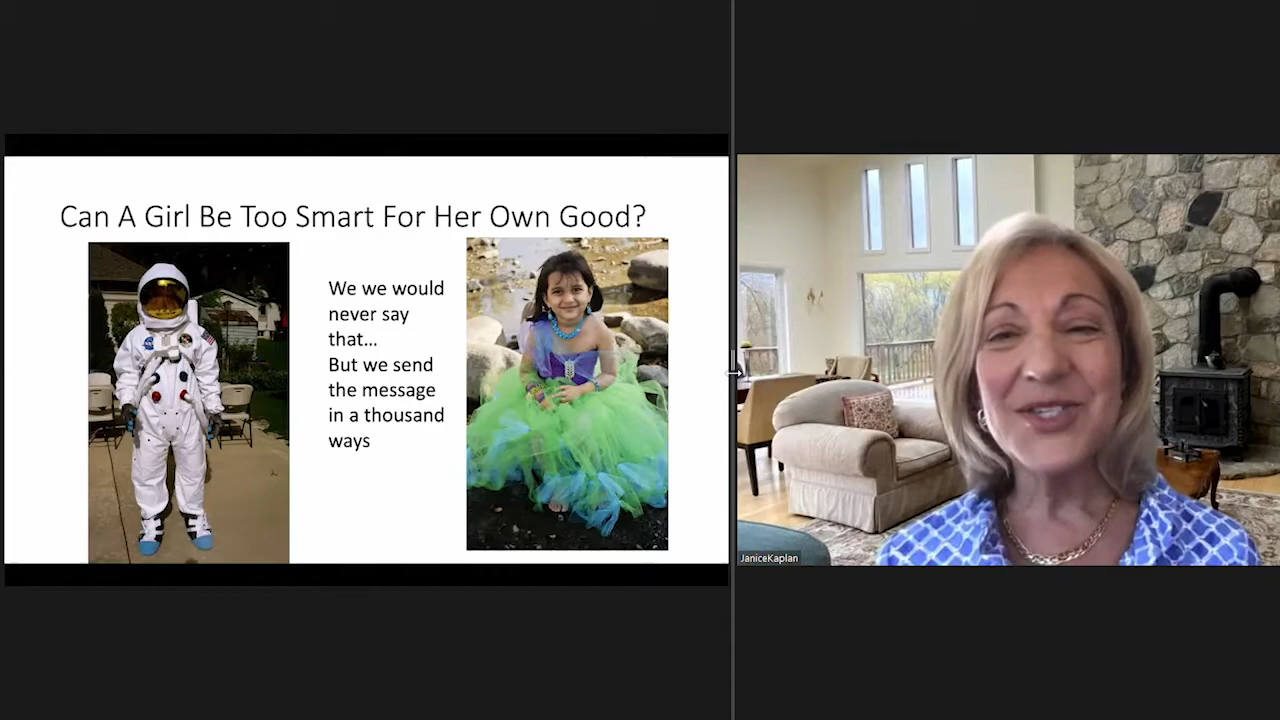 Can A Girl Be Too Smart For Her Own Good?
We we would
never say
that...
But we send
the message
in a thousand
ways
JaniceKaplan